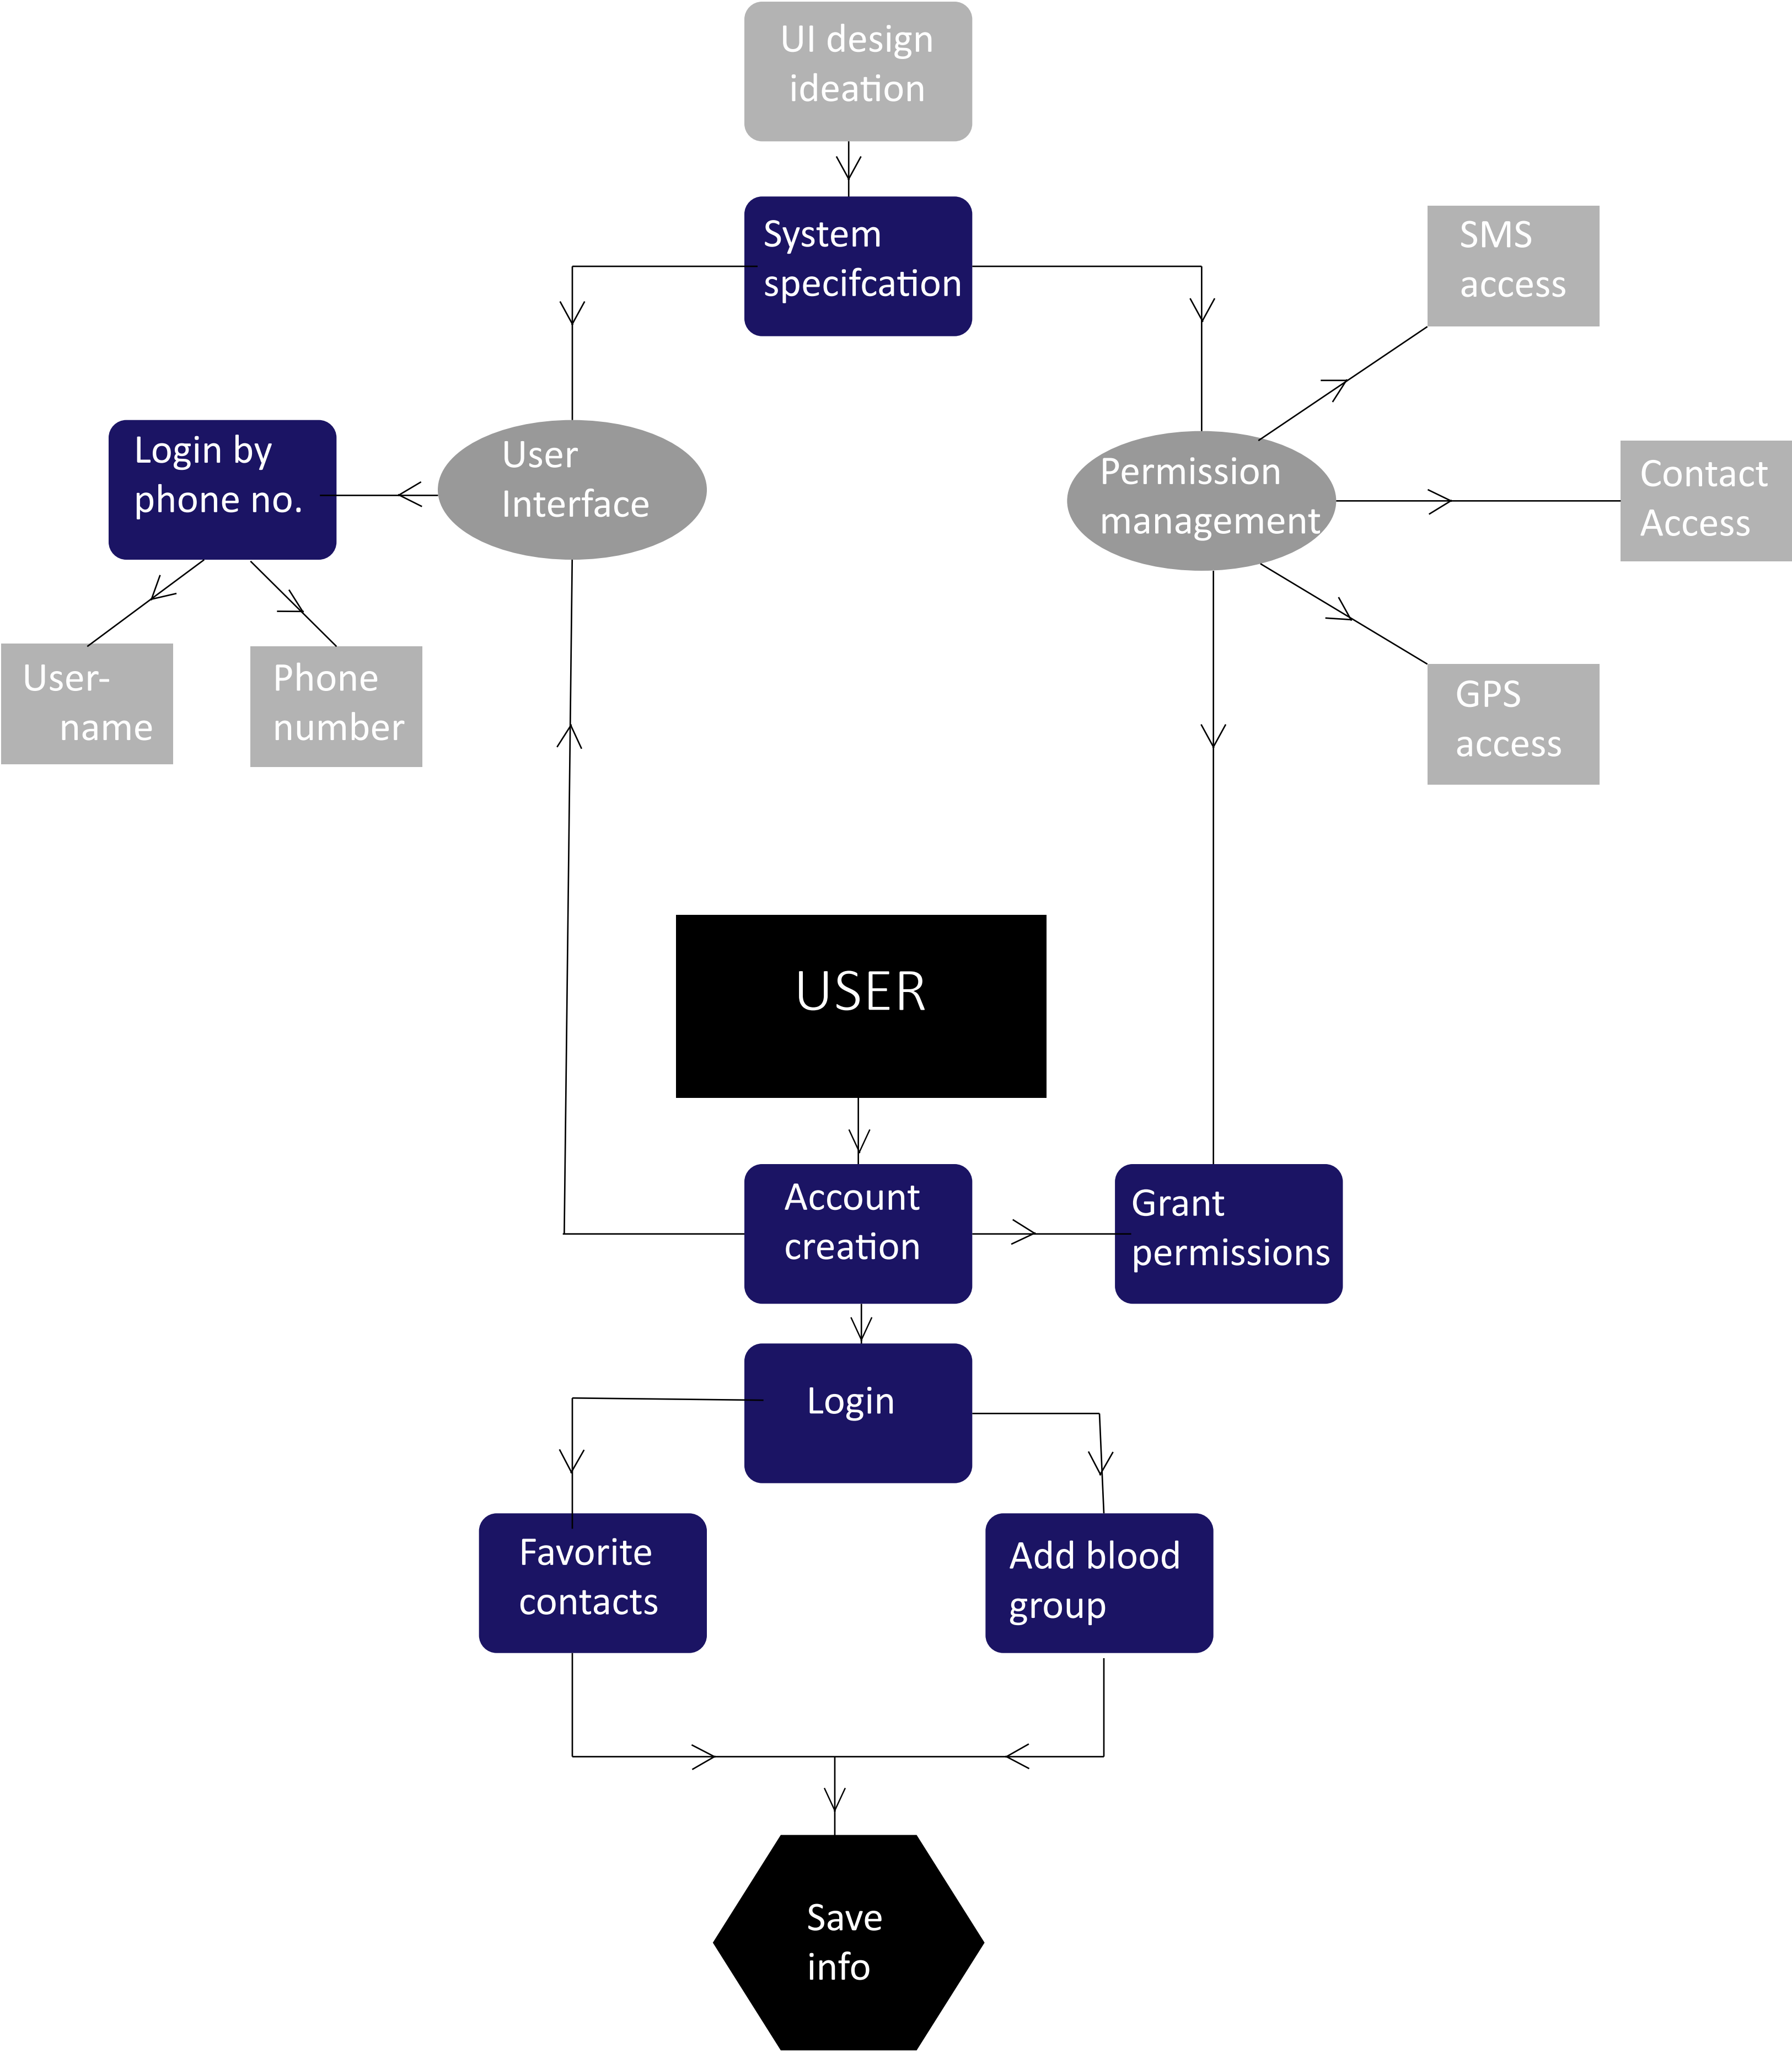 UI design
ideation
System
specifcation
SMS
access
Login by
phone no.
User
Interface
Permission
management
Contact
Access
User-
name
Phone
number
GPS
access
USER
Account
creation
Grant
permissions
Login
Favorite
contacts
Add blood
group
Save
info